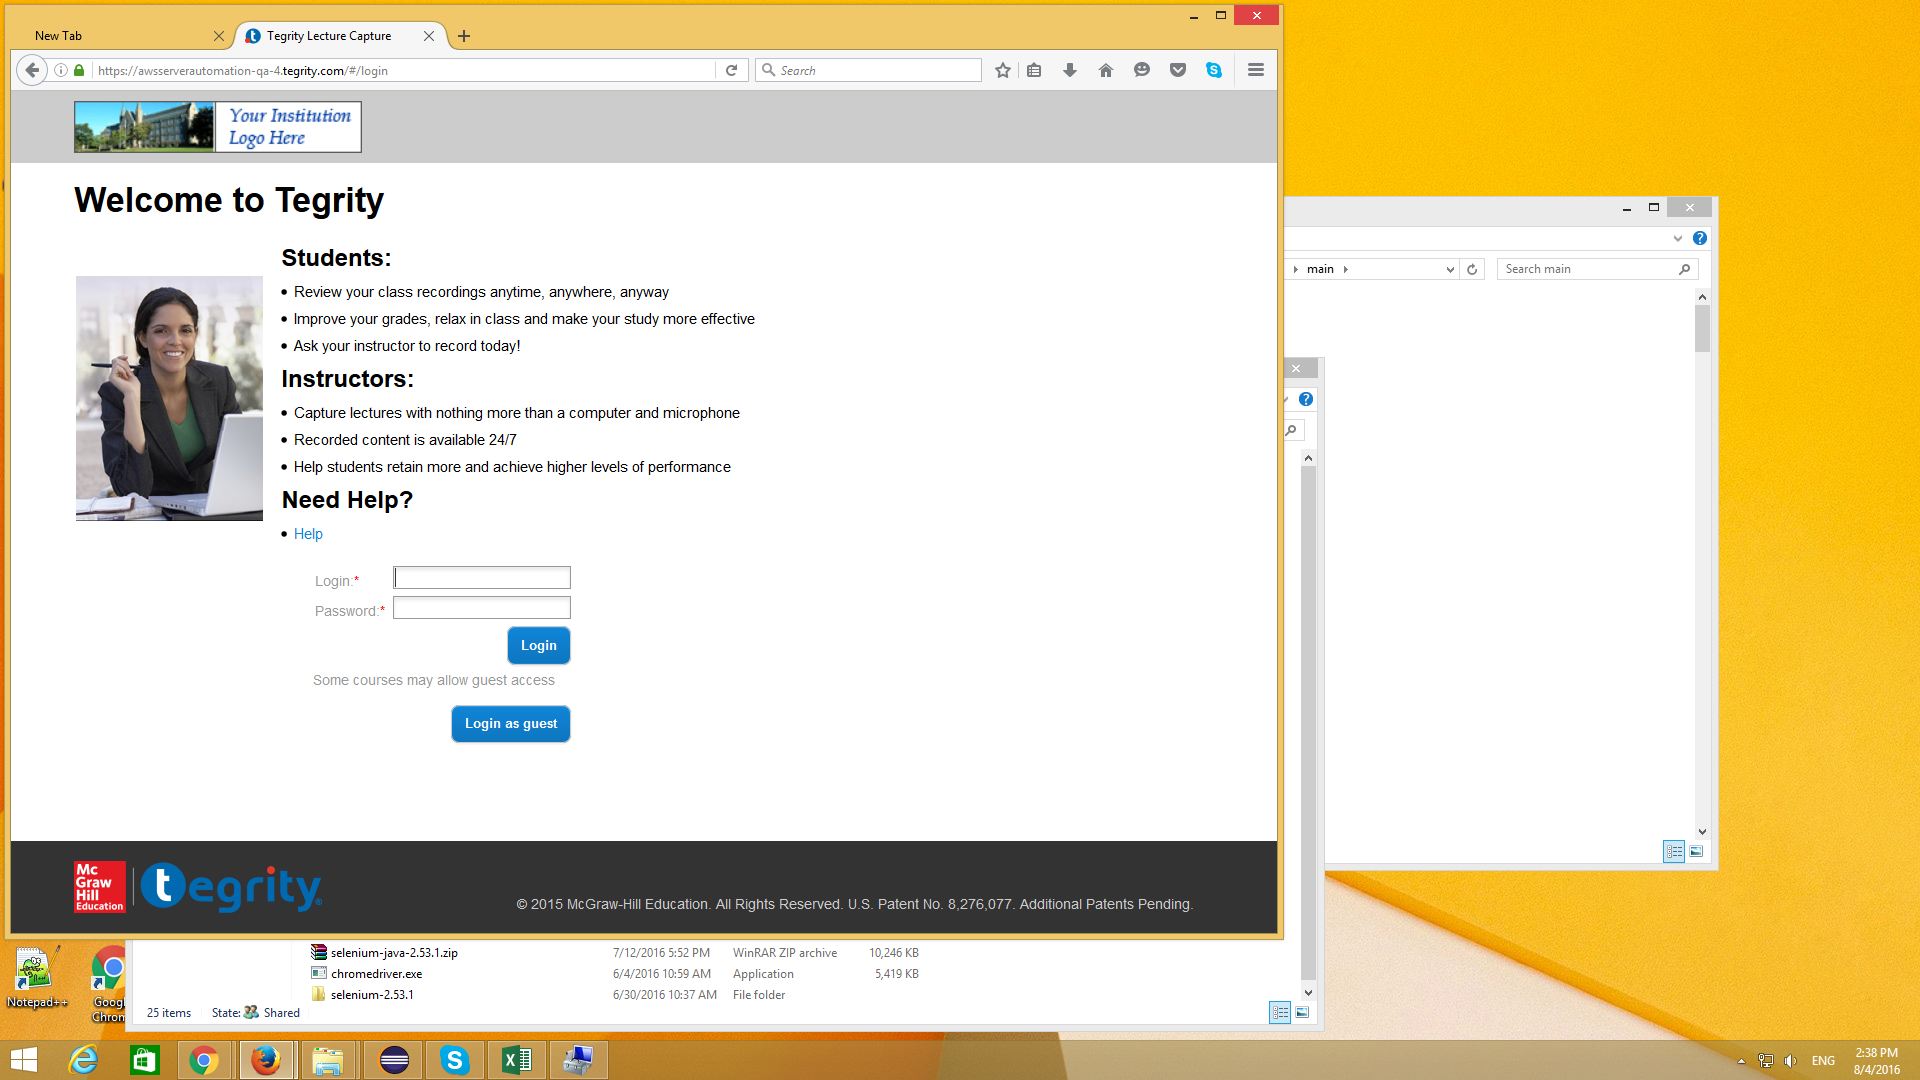 New Tab
Tegrity Lecture Capture
https://awsserverautomation-qa-4.tegrity.com/#/login
Search
Your Institution
Logo Here
Welcome to Tegrity
Students:
• Review your class recordings anytime, anywhere, anyway
• Improve your grades, relax in class and make your study more effective
• Ask your instructor to record today!
Instructors:
• Capture lectures with nothing more than a computer and microphone
• Recorded content is available 24/7
• Help students retain more and achieve higher levels of performance
Need Help?
• Help
Login:*
Password:*
Login
Some courses may allow guest access
Login as guest
Mc
Graw
Hill
Education
tegrity
© 2015 McGraw-Hill Education. All Rights Reserved. U.S. Patent No. 8,276,077. Additional Patents Pending.
main
Search main
selenium-java-2.53.1.zip 7/12/2016 5:52 PM WinRAR ZIP archive 10,246 KB
chromedriver.exe 6/4/2016 10:59 AM Application 5,419 KB
selenium-2.53.1 6/30/2016 10:37 AM File folder
25 items State: Shared
Notepad++
Googl
Chrom
ENG
2:38 PM
8/4/2016